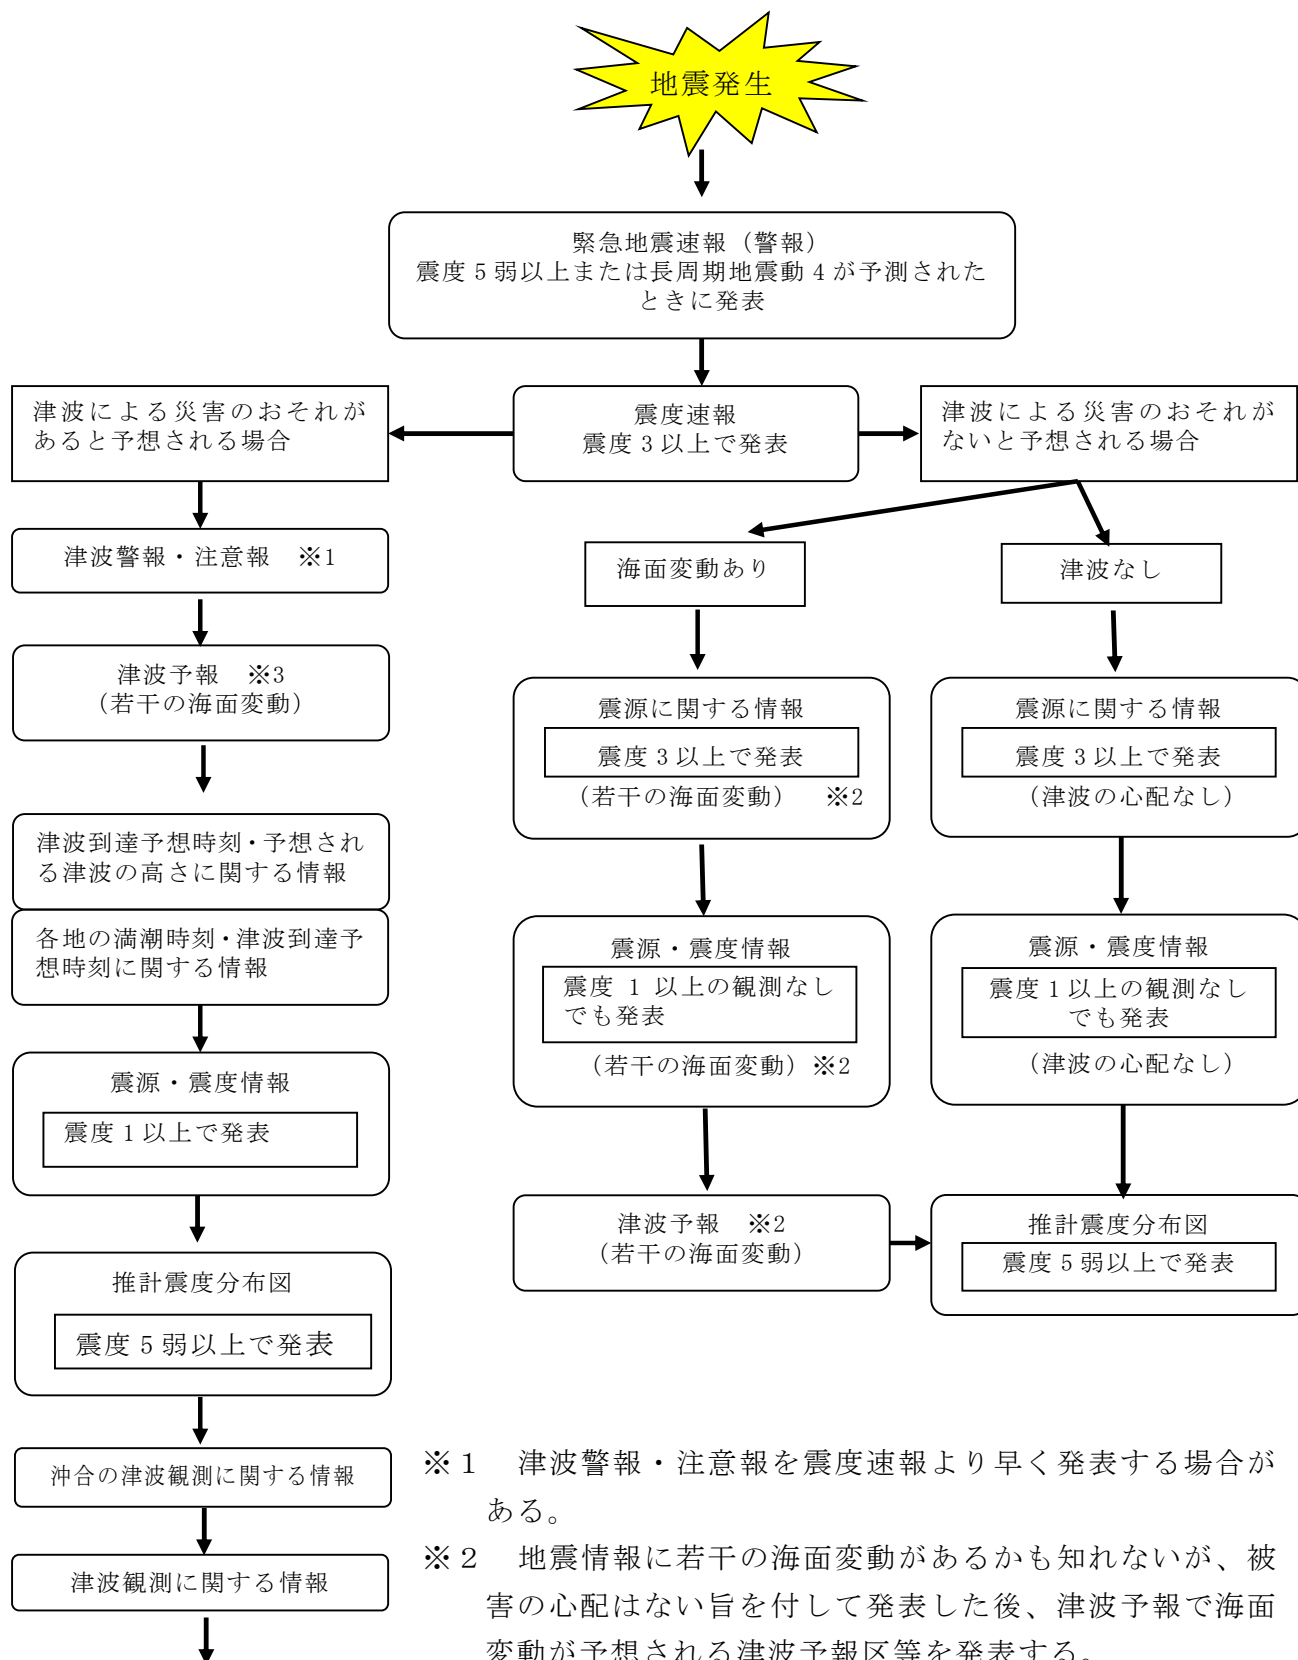 地震発生
緊急地震速報（警報）
震度５弱以上または長周期地震動４が予測された
ときに発表
津波による災害のおそれが
あると予想される場合
震度速報
震度３以上で発表
津波による災害のおそれが
ないと予想される場合
津波警報・注意報　※1
海面変動あり
津波なし
津波予報　※3
（若干の海面変動）
震源に関する情報
震度３以上で発表
（若干の海面変動）　※2
震源に関する情報
震度３以上で発表
（津波の心配なし）
津波到達予想時刻・予想され
る津波の高さに関する情報
各地の満潮時刻・津波到達予
想時刻に関する情報
震源・震度情報
震度 1 以上の観測なし
でも発表
（若干の海面変動）※2
震源・震度情報
震度１以上の観測なし
でも発表
（津波の心配なし）
震源・震度情報
震度１以上で発表
津波予報　※2
（若干の海面変動）
推計震度分布図
震度５弱以上で発表
推計震度分布図
震度５弱以上で発表
沖合の津波観測に関する情報
津波観測に関する情報
※１　津波警報・注意報を震度速報より早く発表する場合が
ある。
※２　地震情報に若干の海面変動があるかも知れないが、被
害の心配はない旨を付して発表した後、津波予報で海面
変動が予想される津波予報区等を発表する。